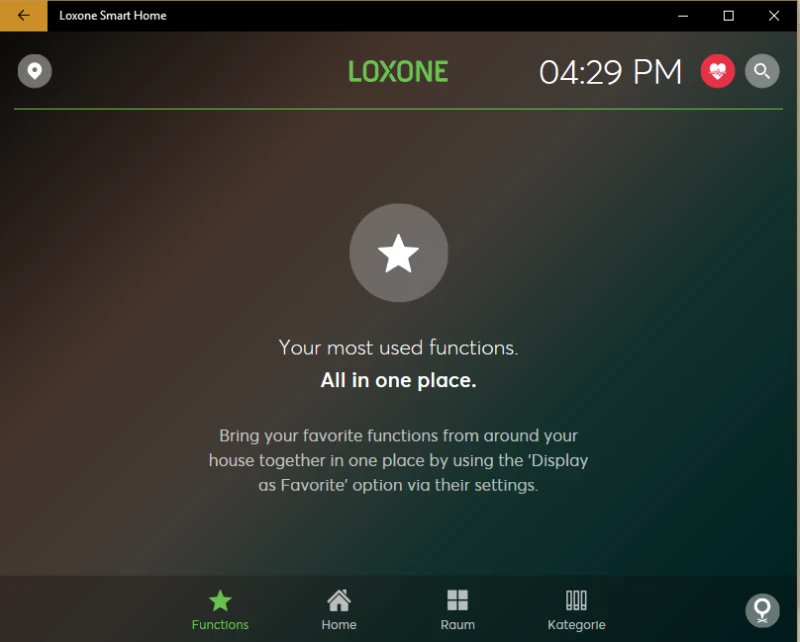 Loxone Smart Home
LOXONE
04:29 PM
Your most used functions.
All in one place.
Bring your favorite functions from around your
house together in one place by using the 'Display
as Favorite' option via their settings.
Functions
Home
Raum
Kategorie